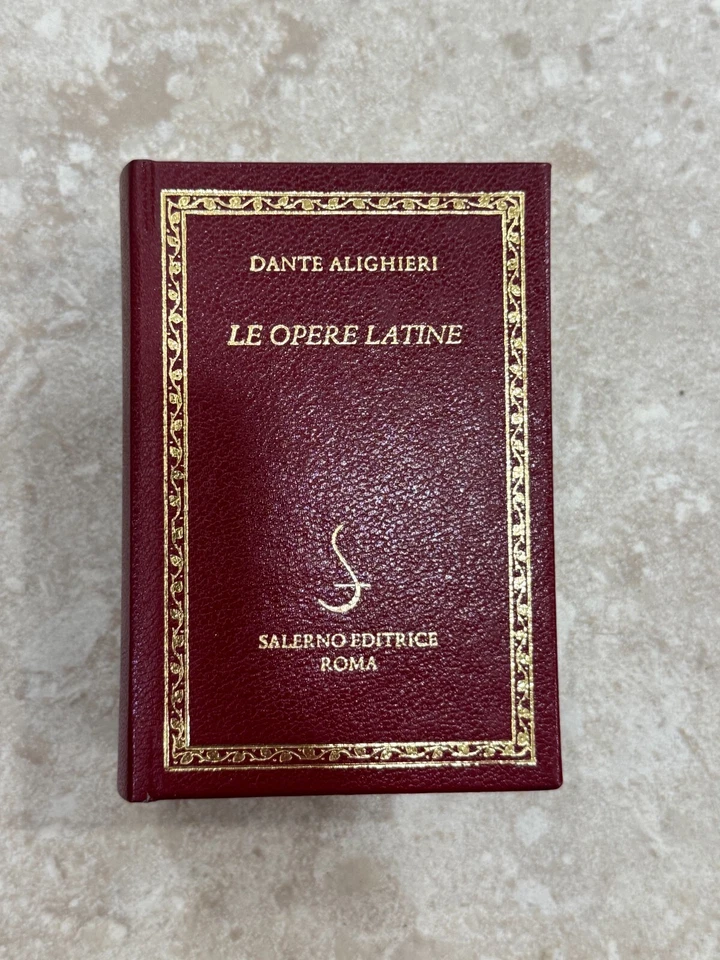 DANTE ALIGHIERI
LE OPERE LATINE
SALERNO EDITRICE
ROMA